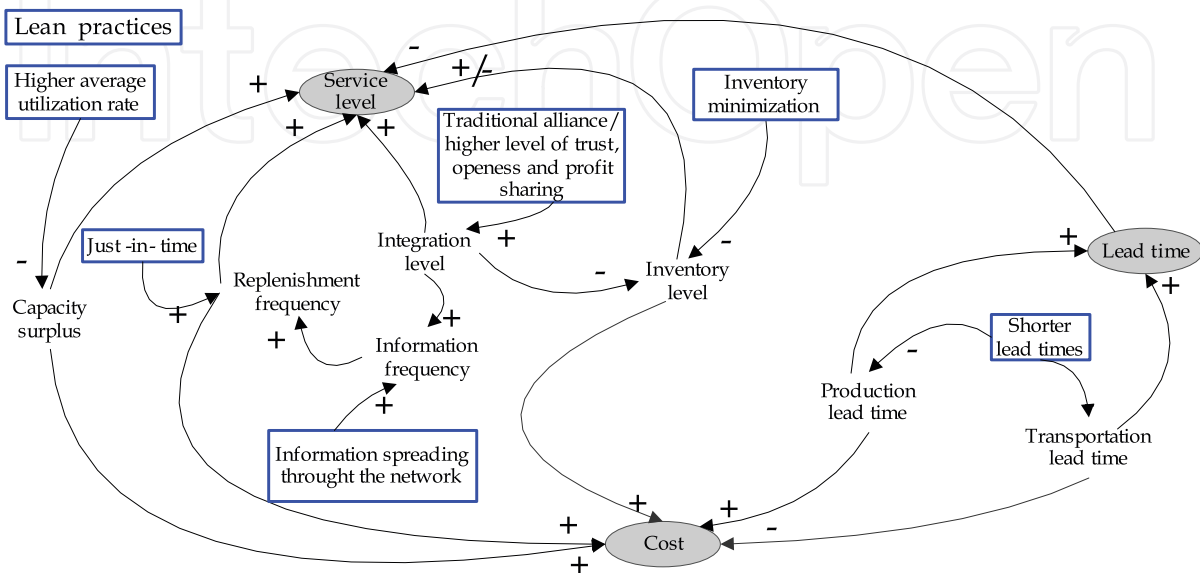 Lean practices
Higher average
utilization rate
-
+
Service
level
+/-
+
+
Traditional alliance/
higher level of trust,
openess and profit
sharing
Inventory
minimization
Just -in- time
-
+
Capacity
surplus
Replenishment
frequency
+
Integration
level
+
-
+
Information
frequency
+
Information spreading
throught the network
Inventory
level
-
+
Lead time
+
Shorter
lead times
-
Production
lead time
Transportation
lead time
+
+
-
+
+
Cost
IntechOpen